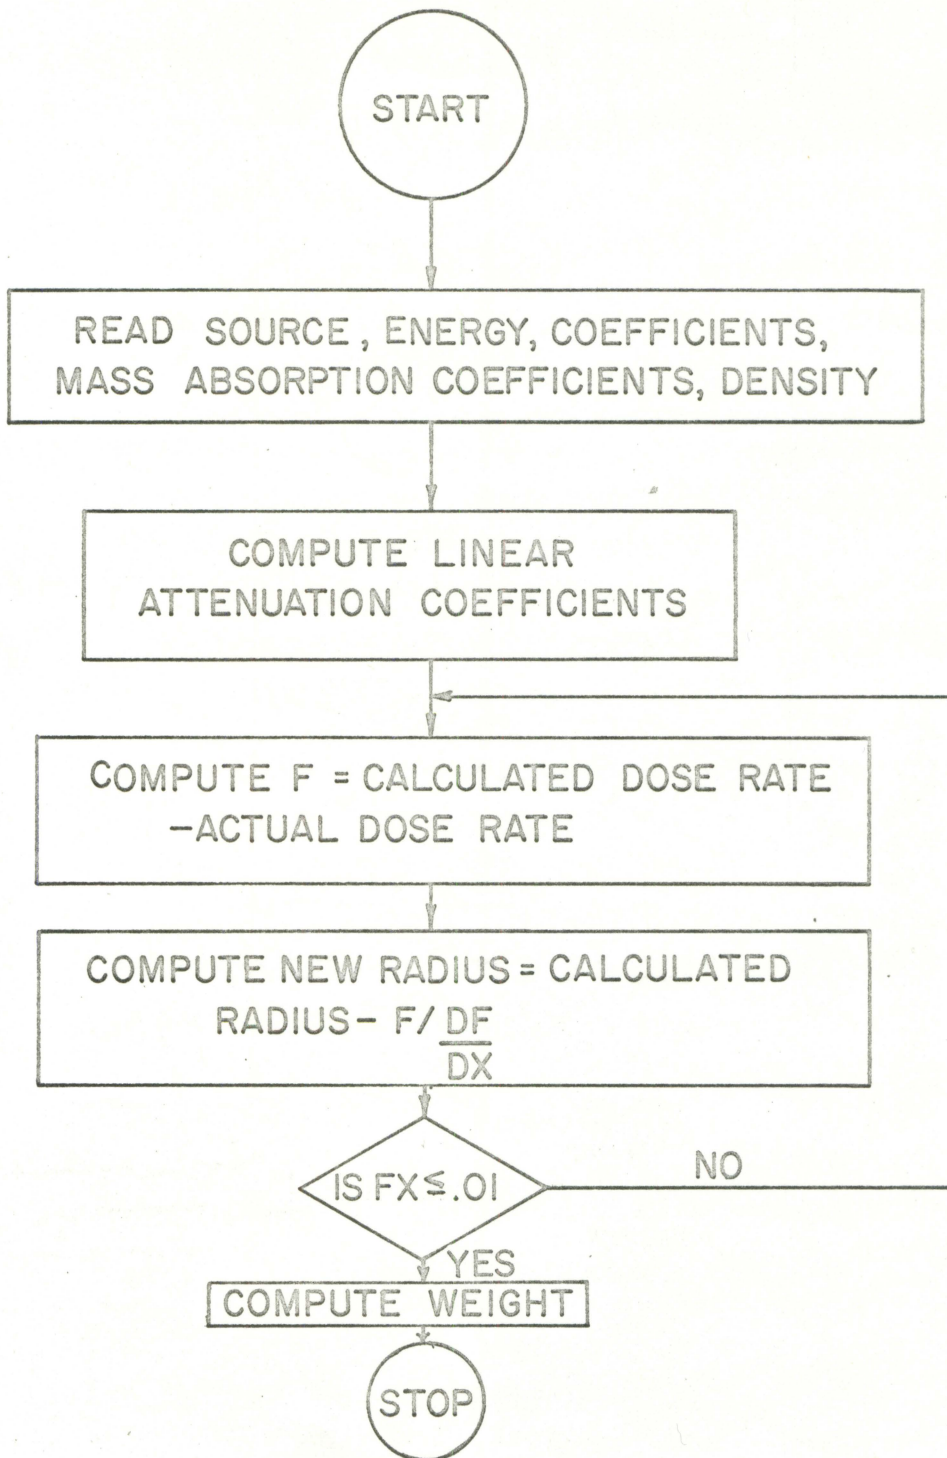 START
READ SOURCE, ENERGY, COEFFICIENTS,
MASS ABSORPTION COEFFICIENTS, DENSITY
COMPUTE LINEAR
ATTENUATION COEFFICIENTS
COMPUTE F = CALCULATED DOSE RATE
-ACTUAL DOSE RATE
COMPUTE NEW RADIUS = CALCULATED
RADIUS - F/DF
DX
IS FX ≤ .01
NO
YES
COMPUTE WEIGHT
STOP